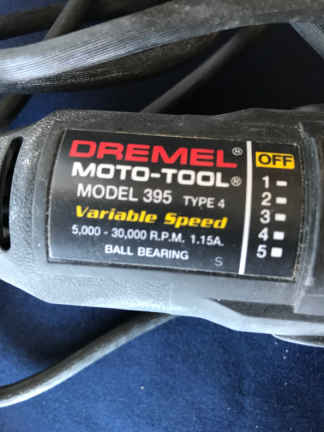 DREMEL®
MOTO-TOOL®
MODEL 395 TYPE 4
Variable Speed
5,000 - 30,000 R.P.M. 1.15A.
BALL BEARING S
OFF
1 -
2 -
3 -
4 -
5 -